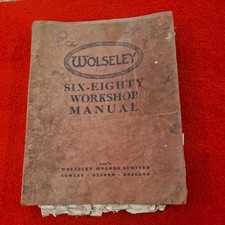 WOLSELEY
SIX-EIGHTY
WORKSHOP
MANUAL
WOLSELEY MOTORS LIMITED
COWLEY · OXFORD · ENGLAND